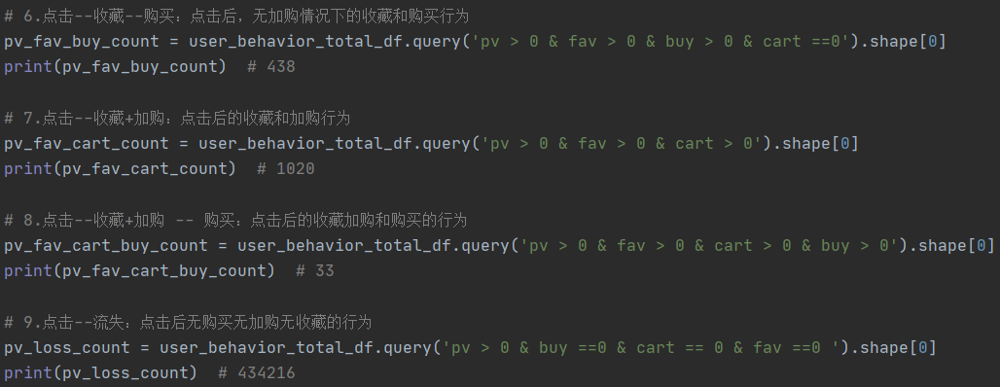 # 6.点击--收藏--购买：点击后，无加购情况下的收藏和购买行为
pv_fav_buy_count = user_behavior_total_df.query('pv > 0 & fav > 0 & buy > 0 & cart ==0').shape[0]
print(pv_fav_buy_count)  # 438
# 7.点击--收藏+加购：点击后的收藏和加购行为
pv_fav_cart_count = user_behavior_total_df.query('pv > 0 & fav > 0 & cart > 0').shape[0]
print(pv_fav_cart_count)  # 1020
# 8.点击--收藏+加购 -- 购买：点击后的收藏加购和购买的行为
pv_fav_cart_buy_count = user_behavior_total_df.query('pv > 0 & fav > 0 & cart > 0 & buy > 0').shape[0]
print(pv_fav_cart_buy_count)  # 33
# 9.点击--流失：点击后无购买无加购无收藏的行为
pv_loss_count = user_behavior_total_df.query('pv > 0 & buy ==0 & cart == 0 & fav ==0 ').shape[0]
print(pv_loss_count)  # 434216